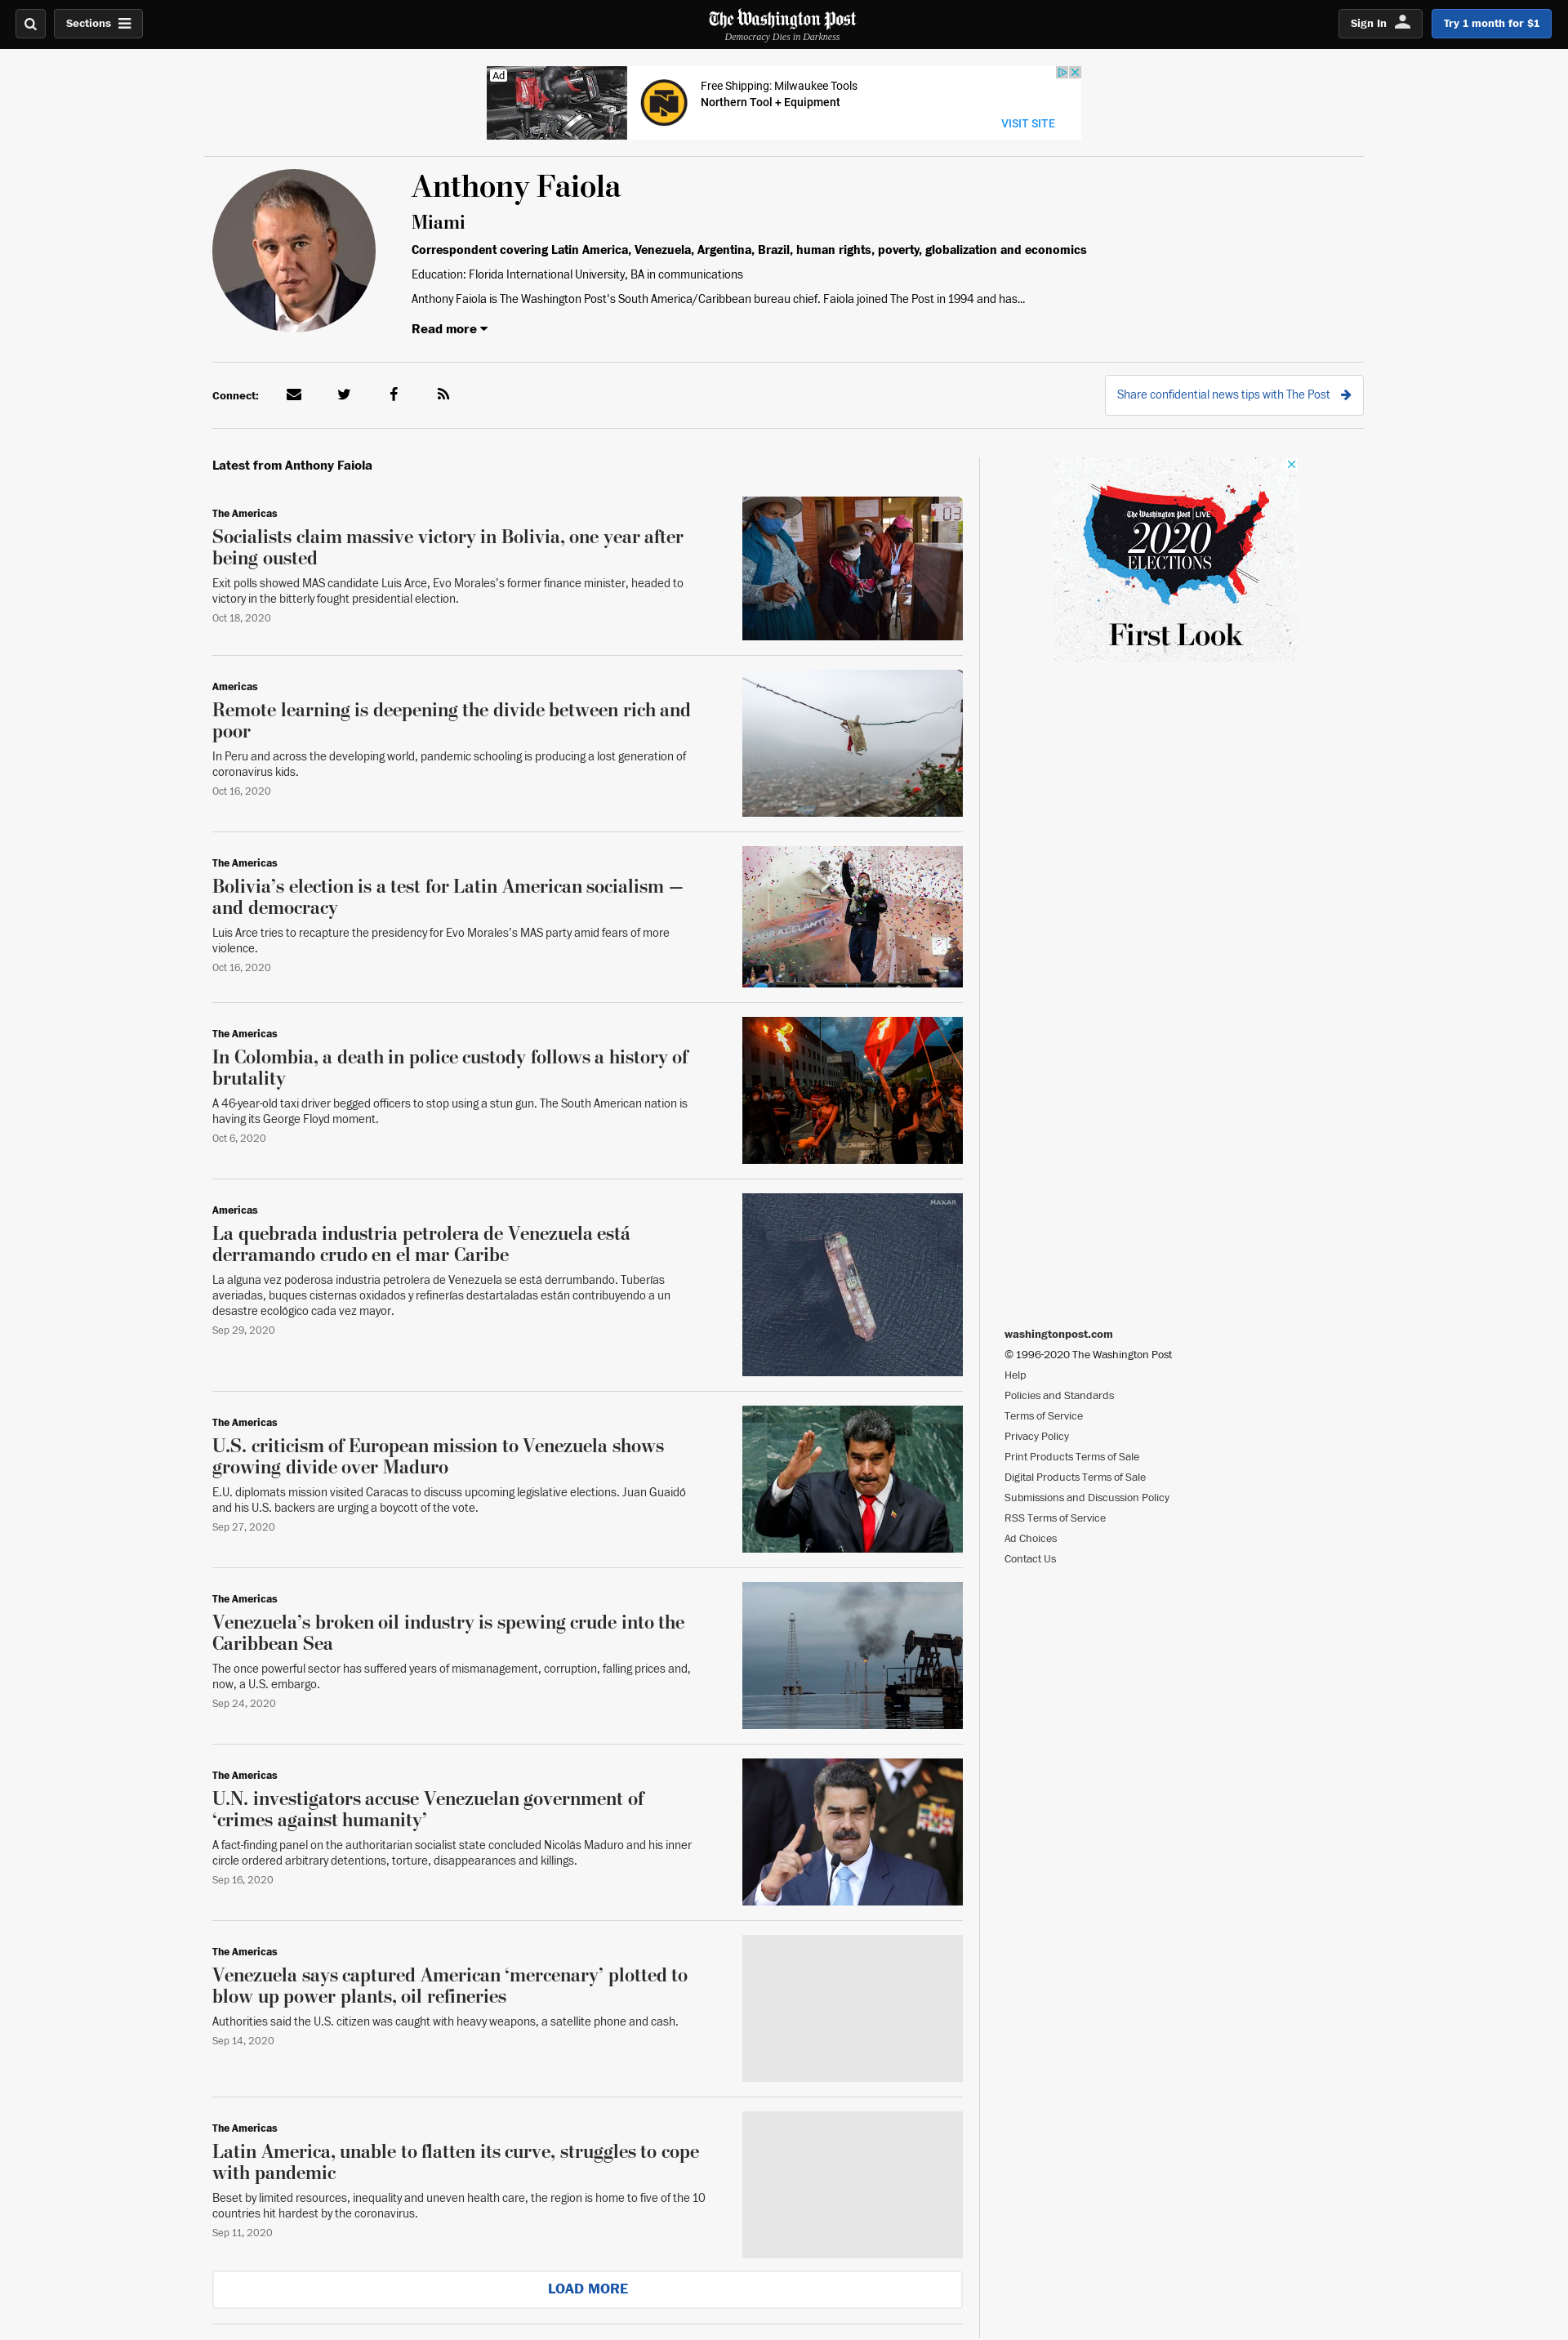 Sections
The Washington Post
Democracy Dies in Darkness
Sign In
Try 1 month for $1
Ad
Free Shipping: Milwaukee Tools
Northern Tool + Equipment
VISIT SITE
Anthony Faiola
Miami
Correspondent covering Latin America, Venezuela, Argentina, Brazil, human rights, poverty, globalization and economics
Education: Florida International University, BA in communications
Anthony Faiola is The Washington Post's South America/Caribbean bureau chief. Faiola joined The Post in 1994 and has...
Read more
Connect:
Share confidential news tips with The Post
Latest from Anthony Faiola
The Americas
Socialists claim massive victory in Bolivia, one year after
being ousted
Exit polls showed MAS candidate Luis Arce, Evo Morales’s former finance minister, headed to
victory in the bitterly fought presidential election.
Oct 18, 2020
03
Americas
Remote learning is deepening the divide between rich and
poor
In Peru and across the developing world, pandemic schooling is producing a lost generation of
coronavirus kids.
Oct 16, 2020
The Americas
Bolivia’s election is a test for Latin American socialism —
and democracy
Luis Arce tries to recapture the presidency for Evo Morales’s MAS party amid fears of more
violence.
Oct 16, 2020
The Americas
In Colombia, a death in police custody follows a history of
brutality
A 46-year-old taxi driver begged officers to stop using a stun gun. The South American nation is
having its George Floyd moment.
Oct 6, 2020
Americas
La quebrada industria petrolera de Venezuela está
derramando crudo en el mar Caribe
La alguna vez poderosa industria petrolera de Venezuela se está derrumbando. Tuberías
averiadas, buques cisternas oxidados y refinerías destartaladas están contribuyendo a un
desastre ecológico cada vez mayor.
Sep 29, 2020
MAXAR
The Americas
U.S. criticism of European mission to Venezuela shows
growing divide over Maduro
E.U. diplomats mission visited Caracas to discuss upcoming legislative elections. Juan Guaidó
and his U.S. backers are urging a boycott of the vote.
Sep 27, 2020
The Americas
Venezuela’s broken oil industry is spewing crude into the
Caribbean Sea
The once powerful sector has suffered years of mismanagement, corruption, falling prices and,
now, a U.S. embargo.
Sep 24, 2020
The Americas
U.N. investigators accuse Venezuelan government of
‘crimes against humanity’
A fact-finding panel on the authoritarian socialist state concluded Nicolás Maduro and his inner
circle ordered arbitrary detentions, torture, disappearances and killings.
Sep 16, 2020
The Americas
Venezuela says captured American ‘mercenary’ plotted to
blow up power plants, oil refineries
Authorities said the U.S. citizen was caught with heavy weapons, a satellite phone and cash.
Sep 14, 2020
The Americas
Latin America, unable to flatten its curve, struggles to cope
with pandemic
Beset by limited resources, inequality and uneven health care, the region is home to five of the 10
countries hit hardest by the coronavirus.
Sep 11, 2020
LOAD MORE
The Washington Post | LIVE
2020
ELECTIONS
First Look
washingtonpost.com
© 1996-2020 The Washington Post
Help
Policies and Standards
Terms of Service
Privacy Policy
Print Products Terms of Sale
Digital Products Terms of Sale
Submissions and Discussion Policy
RSS Terms of Service
Ad Choices
Contact Us